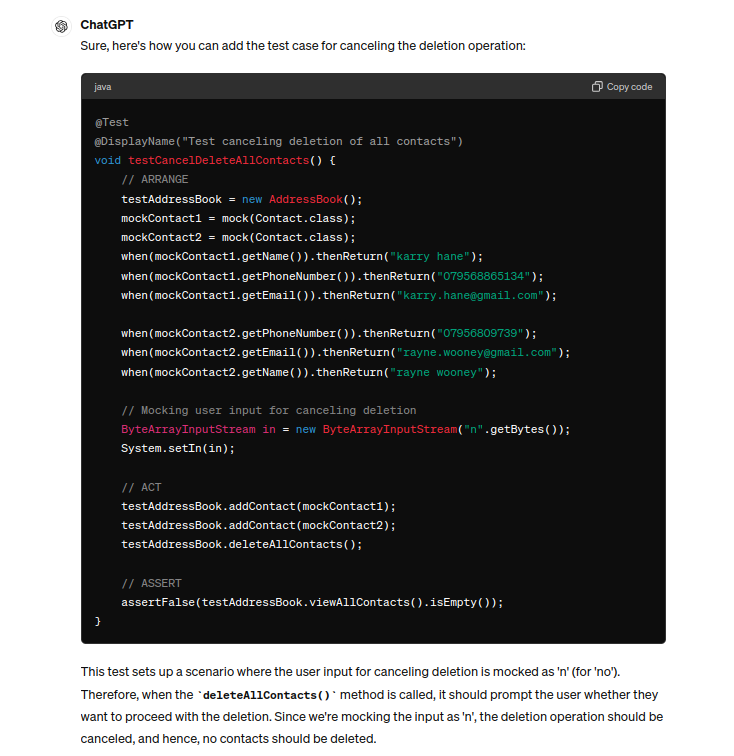 ChatGPT
Sure, here's how you can add the test case for canceling the deletion operation:
java
Copy code
@Test
@DisplayName("Test canceling deletion of all contacts")
void testCancelDeleteAllContacts() {
    // ARRANGE
    testAddressBook = new AddressBook();
    mockContact1 = mock(Contact.class);
    mockContact2 = mock(Contact.class);
    when(mockContact1.getName()).thenReturn("karry hane");
    when(mockContact1.getPhoneNumber()).thenReturn("079568865134");
    when(mockContact1.getEmail()).thenReturn("karry.hane@gmail.com");

    when(mockContact2.getPhoneNumber()).thenReturn("07956809739");
    when(mockContact2.getEmail()).thenReturn("rayne.wooney@gmail.com");
    when(mockContact2.getName()).thenReturn("rayne wooney");

    // Mocking user input for canceling deletion
    ByteArrayInputStream in = new ByteArrayInputStream("n".getBytes());
    System.setIn(in);

    // ACT
    testAddressBook.addContact(mockContact1);
    testAddressBook.addContact(mockContact2);
    testAddressBook.deleteAllContacts();

    // ASSERT
    assertFalse(testAddressBook.viewAllContacts().isEmpty());
}
This test sets up a scenario where the user input for canceling deletion is mocked as 'n' (for 'no').
Therefore, when the `deleteAllContacts()` method is called, it should prompt the user whether they
want to proceed with the deletion. Since we're mocking the input as 'n', the deletion operation should be
canceled, and hence, no contacts should be deleted.